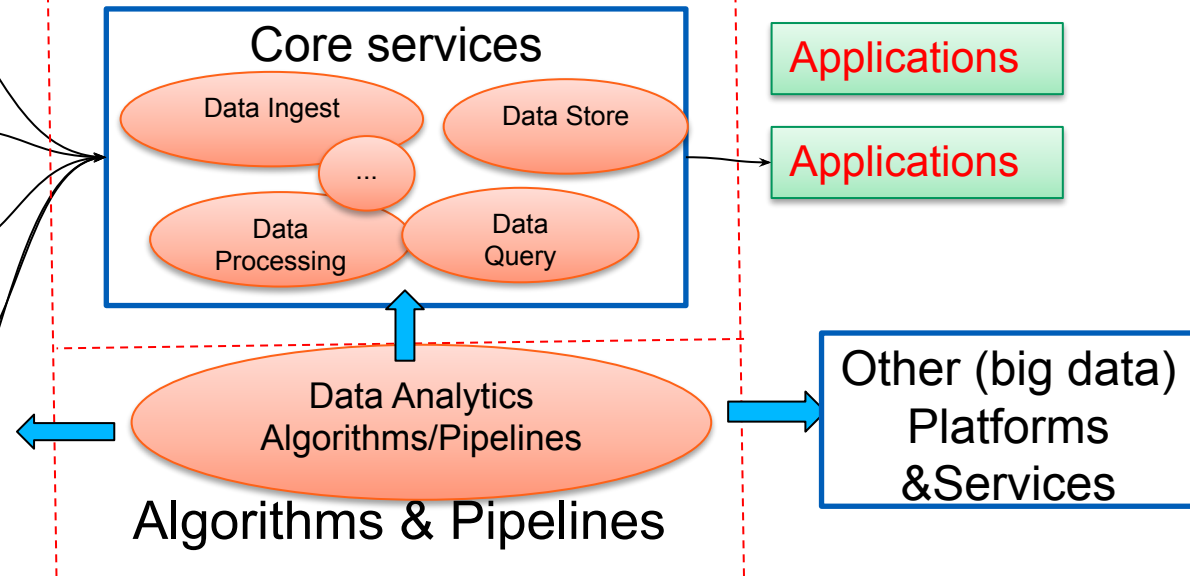 Core services
Data Ingest
Data Store
...
Data
Processing
Data
Query
Applications
Applications
Data Analytics
Algorithms/Pipelines
Algorithms & Pipelines
Other (big data)
Platforms
&Services